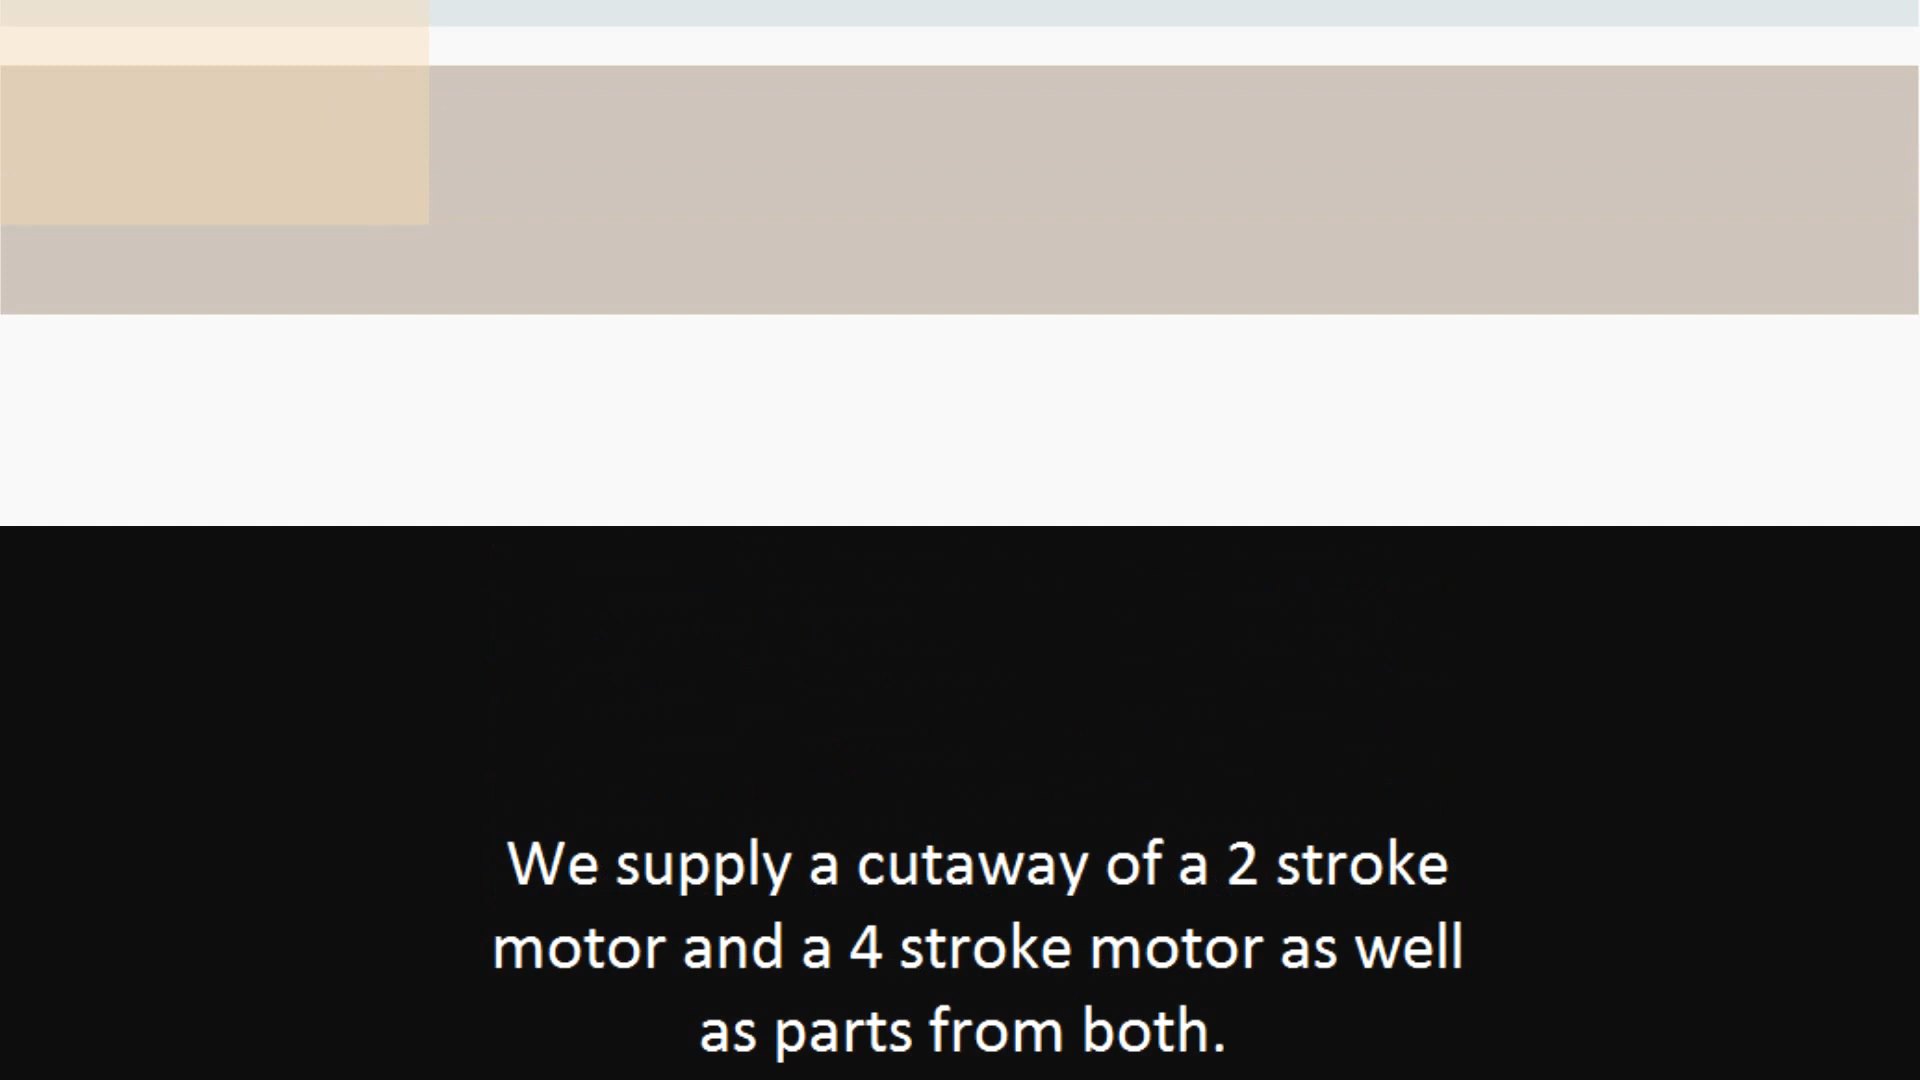 We supply a cutaway of a 2 stroke
motor and a 4 stroke motor as well
as parts from both.